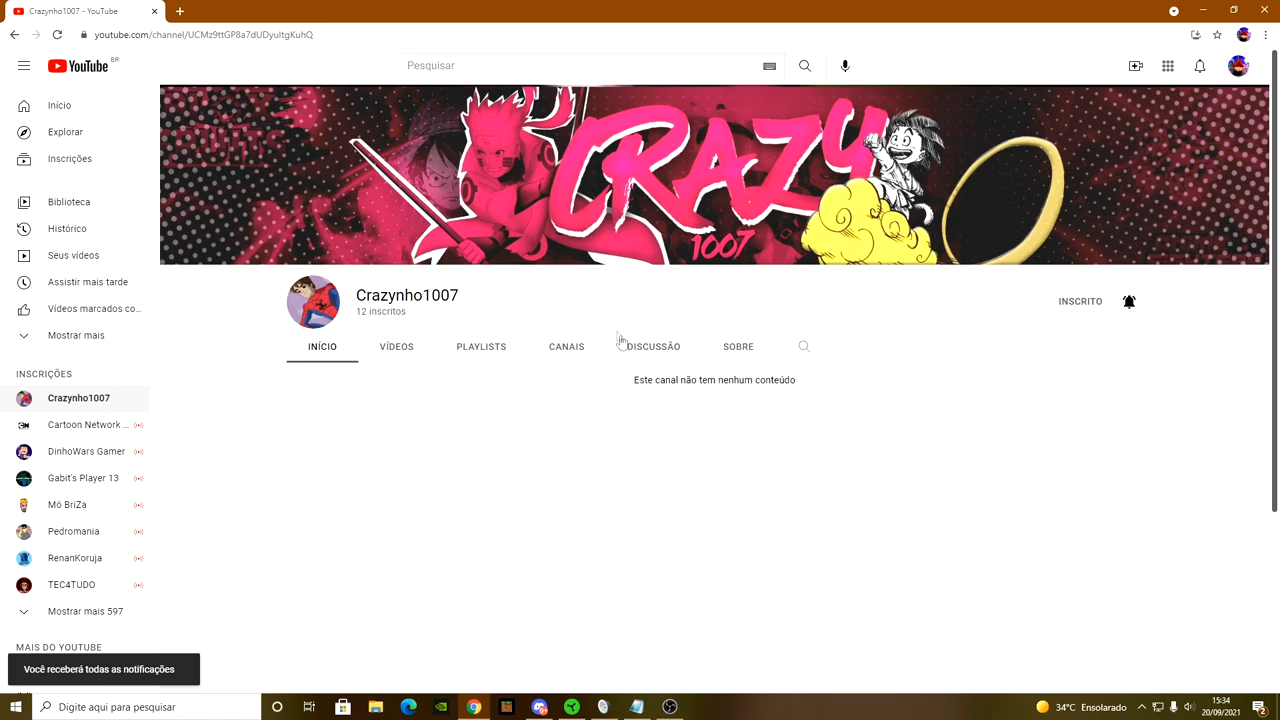 Crazynho1007 - YouTube
youtube.com/channel/UCMz9ttGP8a7dUDyuItgKuhQ
YouTube BR
Pesquisar
Início
Explorar
Inscrições
Biblioteca
Histórico
Seus vídeos
Assistir mais tarde
Vídeos marcados co...
Mostrar mais
INSCRIÇÕES
Crazynho1007
Cartoon Network ...
DinhoWars Gamer
Gabit's Player 13
Mó BriZa
Pedromania
RenanKoruja
TEC4TUDO
Mostrar mais 597
MAIS DO YOUTUBE
Você receberá todas as notificações
CRAZY
1007
Crazynho1007
12 inscritos
INSCRITO
INÍCIO VÍDEOS PLAYLISTS CANAIS DISCUSSÃO SOBRE
Este canal não tem nenhum conteúdo
Digite aqui para pesquisar
34°C Ensolarado
15:34
20/09/2021
2